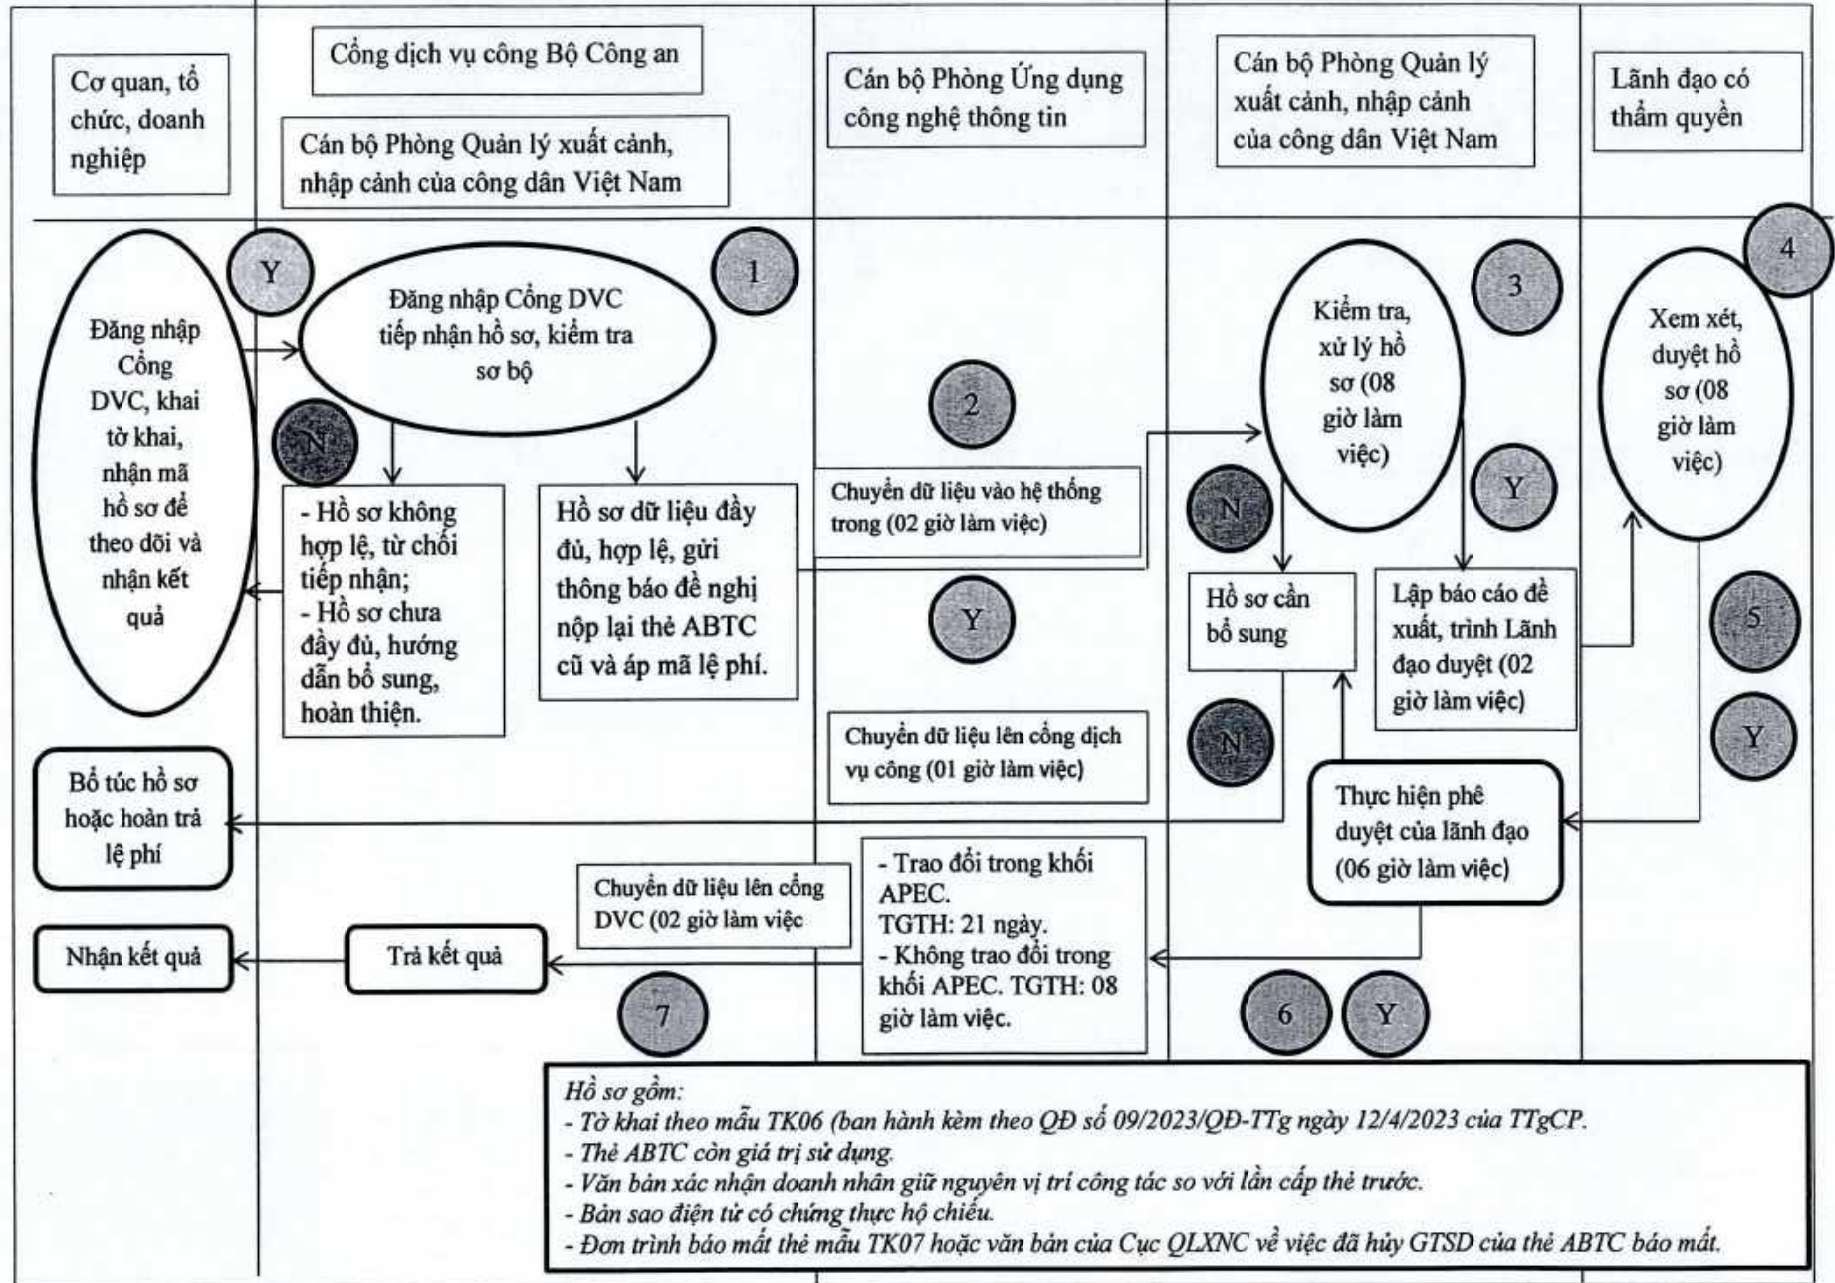 Cơ quan, tổ
chức, doanh
nghiệp
Cổng dịch vụ công Bộ Công an
Cán bộ Phòng Quản lý xuất cảnh,
nhập cảnh của công dân Việt Nam
Cán bộ Phòng Ứng dụng
công nghệ thông tin
Cán bộ Phòng Quản lý
xuất cảnh, nhập cảnh
của công dân Việt Nam
Lãnh đạo có
thẩm quyền
Đăng nhập
Cổng
DVC, khai
tờ khai,
nhận mã
hồ sơ để
theo dõi và
nhận kết
quả
Y
Đăng nhập Cổng DVC
tiếp nhận hồ sơ, kiểm tra
sơ bộ
1
N
- Hồ sơ không
hợp lệ, từ chối
tiếp nhận;
- Hồ sơ chưa
đầy đủ, hướng
dẫn bổ sung,
hoàn thiện.
Hồ sơ dữ liệu đầy
đủ, hợp lệ, gửi
thông báo đề nghị
nộp lại thẻ ABTC
cũ và áp mã lệ phí.
2
Chuyển dữ liệu vào hệ thống
trong (02 giờ làm việc)
Y
Kiểm tra,
xử lý hồ
sơ (08
giờ làm
việc)
3
N
Y
Hồ sơ cần
bổ sung
Lập báo cáo đề
xuất, trình Lãnh
đạo duyệt (02
giờ làm việc)
4
Xem xét,
duyệt hồ
sơ (08
giờ làm
việc)
5
Y
Chuyển dữ liệu lên cổng dịch
vụ công (01 giờ làm việc)
N
Thực hiện phê
duyệt của lãnh đạo
(06 giờ làm việc)
Bổ túc hồ sơ
hoặc hoàn trả
lệ phí
Chuyển dữ liệu lên cổng
DVC (02 giờ làm việc
- Trao đổi trong khối
APEC.
TGTH: 21 ngày.
- Không trao đổi trong
khối APEC. TGTH: 08
giờ làm việc.
Nhận kết quả
Trả kết quả
7
6
Y
Hồ sơ gồm:
- Tờ khai theo mẫu TK06 (ban hành kèm theo QĐ số 09/2023/QĐ-TTg ngày 12/4/2023 của TTgCP.
- Thẻ ABTC còn giá trị sử dụng.
- Văn bản xác nhận doanh nhân giữ nguyên vị trí công tác so với lần cấp thẻ trước.
- Bản sao điện tử có chứng thực hộ chiếu.
- Đơn trình báo mất thẻ mẫu TK07 hoặc văn bản của Cục QLXNC về việc đã hủy GTSD của thẻ ABTC báo mất.